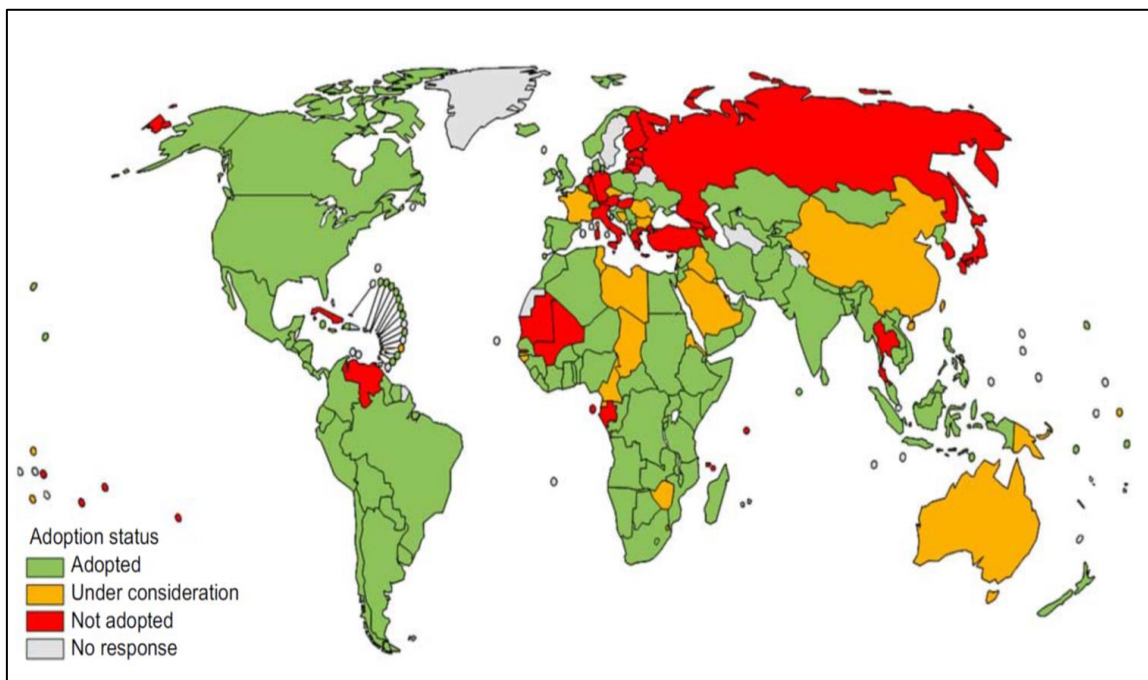 Adoption status
Adopted
Under consideration
Not adopted
No response